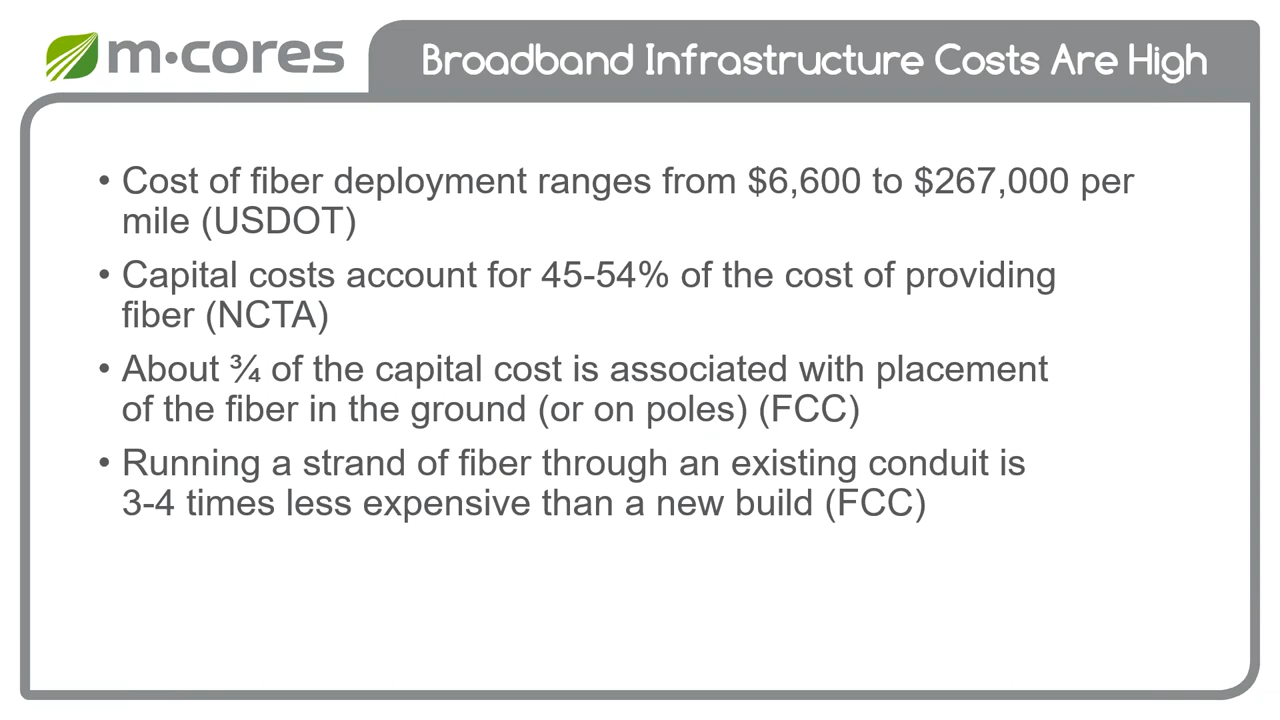 m·cores
Broadband Infrastructure Costs Are High
• Cost of fiber deployment ranges from $6,600 to $267,000 per
mile (USDOT)
• Capital costs account for 45-54% of the cost of providing
fiber (NCTA)
• About ¾ of the capital cost is associated with placement
of the fiber in the ground (or on poles) (FCC)
• Running a strand of fiber through an existing conduit is
3-4 times less expensive than a new build (FCC)